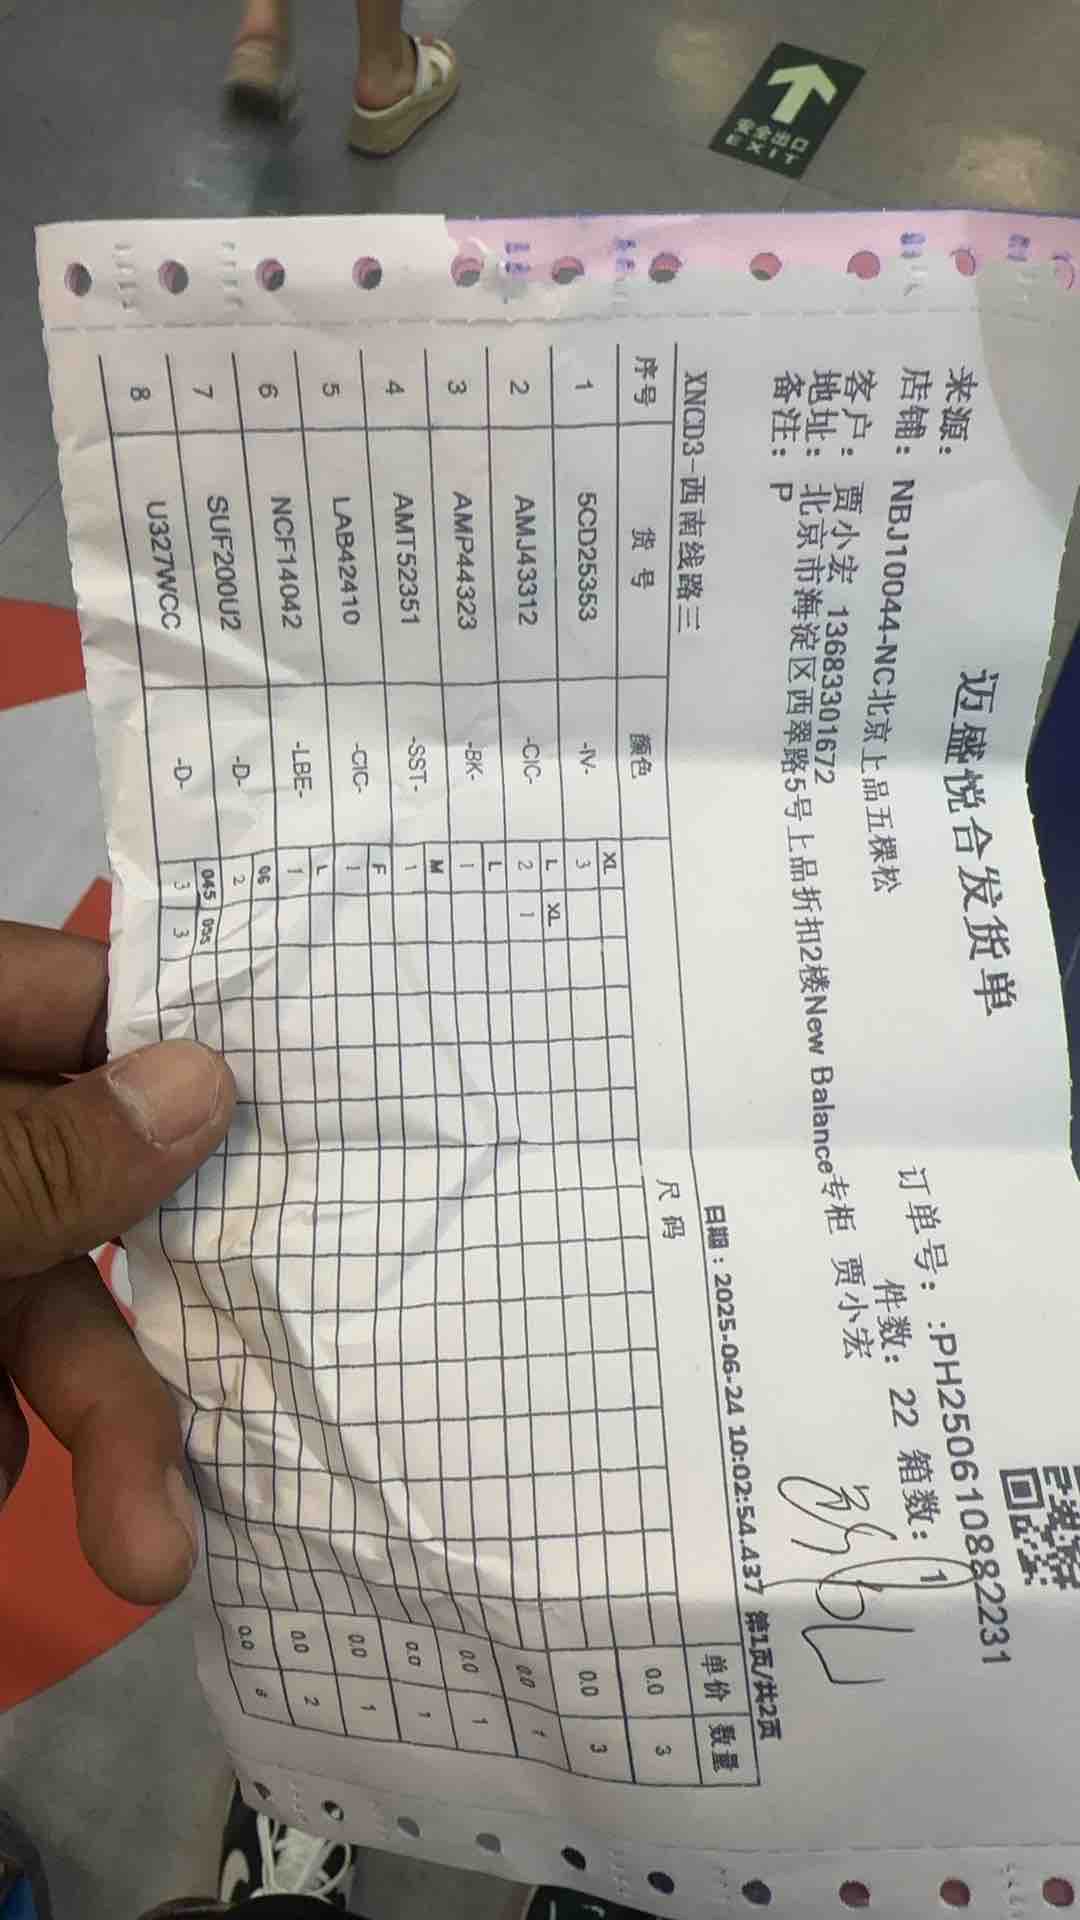 安全出口
EXIT
迈盛悦合发货单
来源:
订单号: :PH25061088２231
店铺: NBJ10044-NC北京上品五棵松
件数: 22 箱数: 1
客户: 贾小宏 13683301672
地址: 北京市海淀区西翠路5号上品折扣2楼New Balance专柜 贾小宏
备注: P
XNCD3-西南线路三
日期:2025-06-24 10:02:54.437 第1页/共2页
序号 货号 颜色 尺码 单价 数量
XL
1 5CD25353 -IV- 3 0.0 3
L XL
2 AMJ43312 -CIC- 2 1 0.0 3
L
3 AMP44323 -BK- 1 0.0 1
M
4 AMT52351 -SST- 1 0.0 1
F
5 LAB42410 -CIC- 1 0.0 1
L
6 NCF14042 -LBE- 1 0.0 1
06
7 SUF200U2 -D- 2 0.0 2
045 055
8 U327WCC -D- 3 3 0.0 6